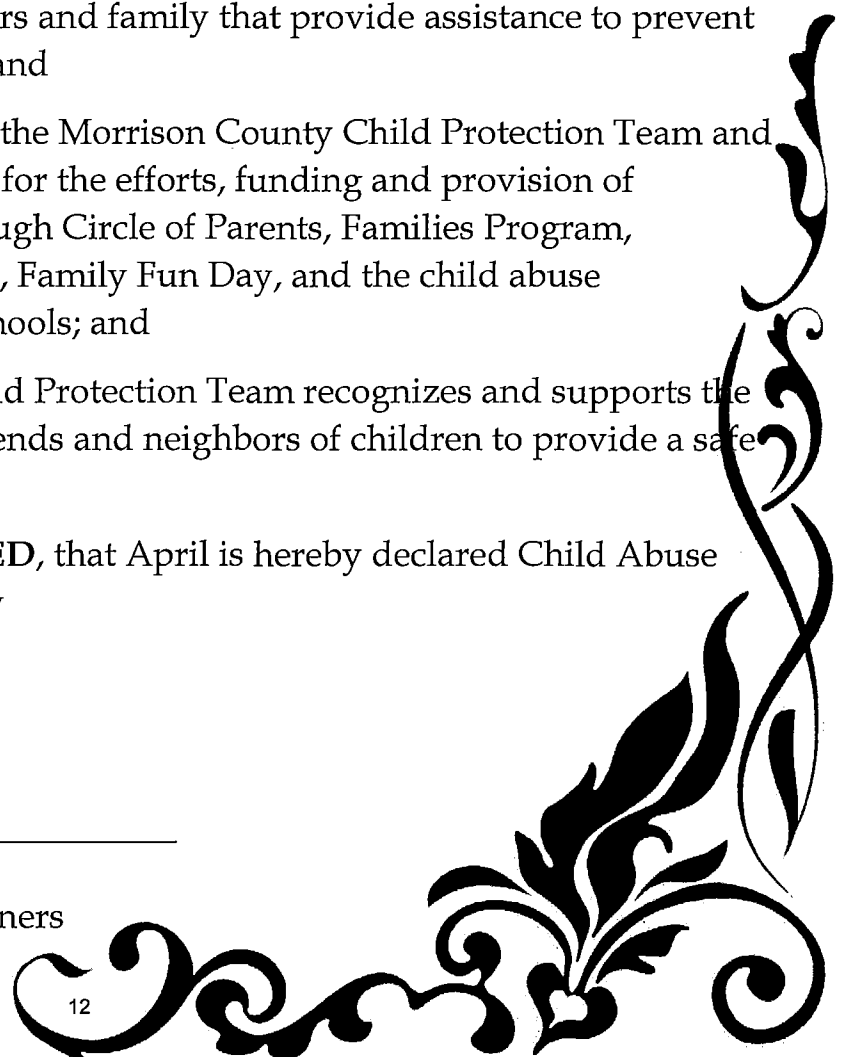 rs and family that provide assistance to prevent
and
the Morrison County Child Protection Team and
for the efforts, funding and provision of
ugh Circle of Parents, Families Program,
, Family Fun Day, and the child abuse
hools; and
ld Protection Team recognizes and supports the
ends and neighbors of children to provide a safe
ED, that April is hereby declared Child Abuse
ners
12